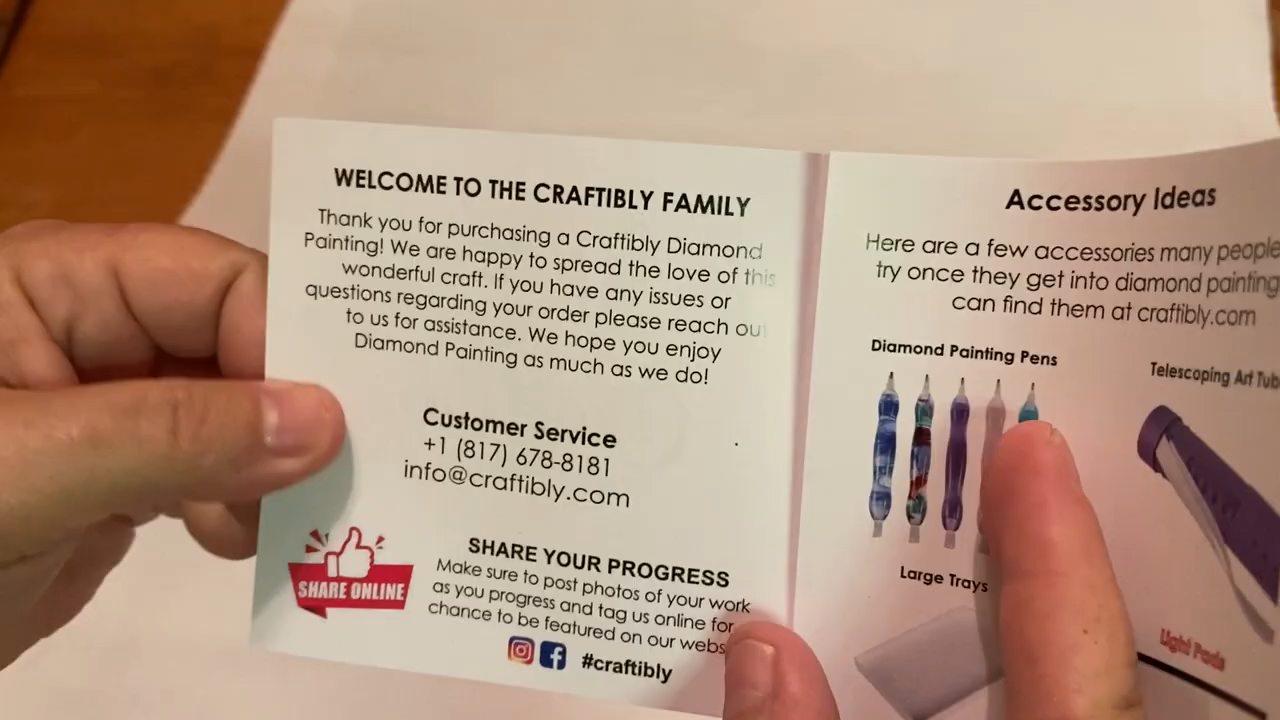 WELCOME TO THE CRAFTIBLY FAMILY
Thank you for purchasing a Craftibly Diamond
Painting! We are happy to spread the love of this
wonderful craft. If you have any issues or
questions regarding your order please reach out
to us for assistance. We hope you enjoy
Diamond Painting as much as we do!
Customer Service
+1 (817) 678-8181
info@craftibly.com
SHARE ONLINE
SHARE YOUR PROGRESS
Make sure to post photos of your work
as you progress and tag us online for
chance to be featured on our
#craftibly
Accessory Ideas
Here are a few accessories many people
try once they get into diamond painting
can find them at craftibly.com
Diamond Painting Pens
Telescoping Art
Large Trays
Light Pads